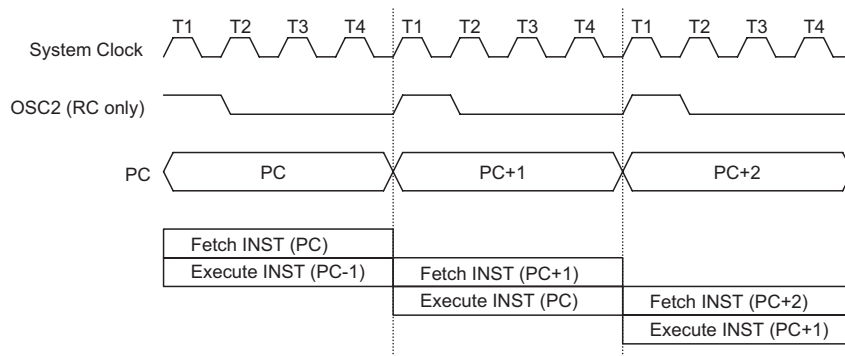 T1 T2 T3 T4 T1 T2 T3 T4 T1 T2 T3 T4
System Clock
OSC2 (RC only)
PC PC PC+1 PC+2
Fetch INST (PC)
Execute INST (PC-1) Fetch INST (PC+1)
Execute INST (PC) Fetch INST (PC+2)
Execute INST (PC+1)